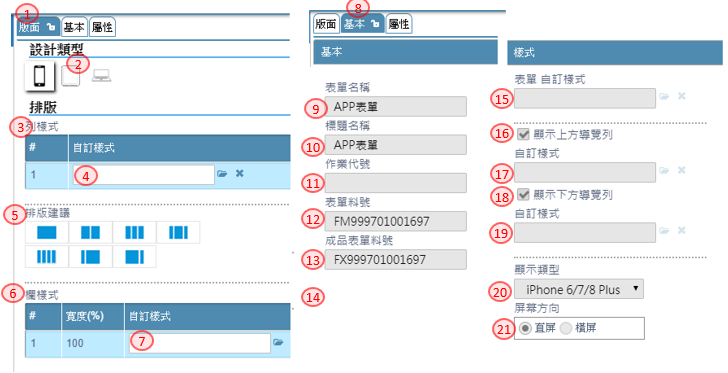 1
版面 基本 屬性
設計類型
2
排版
3 列樣式
# 自訂樣式
1 4
5 排版建議
6 欄樣式
# 寬度(%) 自訂樣式
1 100 7
8
版面 基本 屬性
基本
表單名稱
9 APP表單
標題名稱
10 APP表單
作業代號
11
表單料號
12 FM999701001697
成品表單料號
13 FX999701001697
14
樣式
表單 自訂樣式
15
16 顯示上方導覽列
自訂樣式
17
18 顯示下方導覽列
自訂樣式
19
顯示類型
20 iPhone 6/7/8 Plus
屏幕方向
21 直屏 橫屏